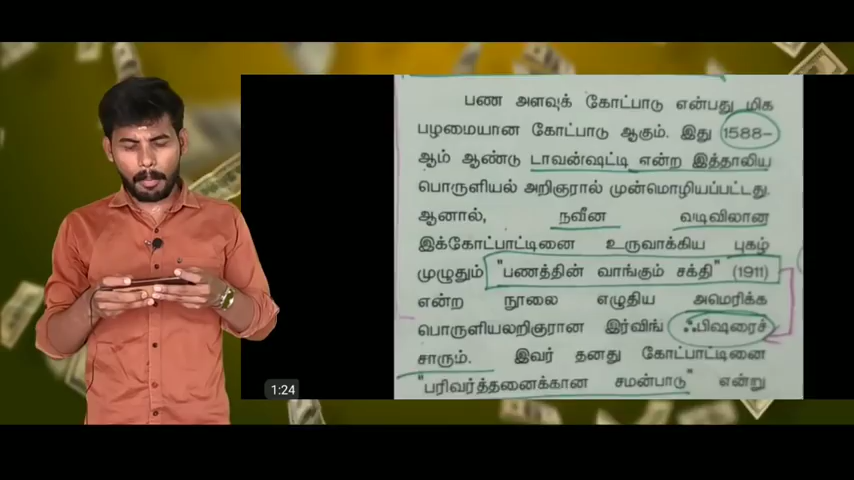 பண அளவுக் கோட்பாடு என்பது மிக
பழமையான கோட்பாடு ஆகும். இது 1588-
ஆம் ஆண்டு டாவன்ஷட்டி என்ற இத்தாலிய
பொருளியல் அறிஞரால் முன்மொழியப்பட்டது.
ஆனால், நவீன வடிவிலான
இக்கோட்பாட்டினை உருவாக்கிய புகழ்
முழுதும் "பணத்தின் வாங்கும் சக்தி" (1911)
என்ற நூலை எழுதிய அமெரிக்க
பொருளியலறிஞரான இர்விங் ஃபிஷரைச்
சாரும். இவர் தனது கோட்பாட்டினை
"பரிவர்த்தனைக்கான சமன்பாடு" என்று
1:24